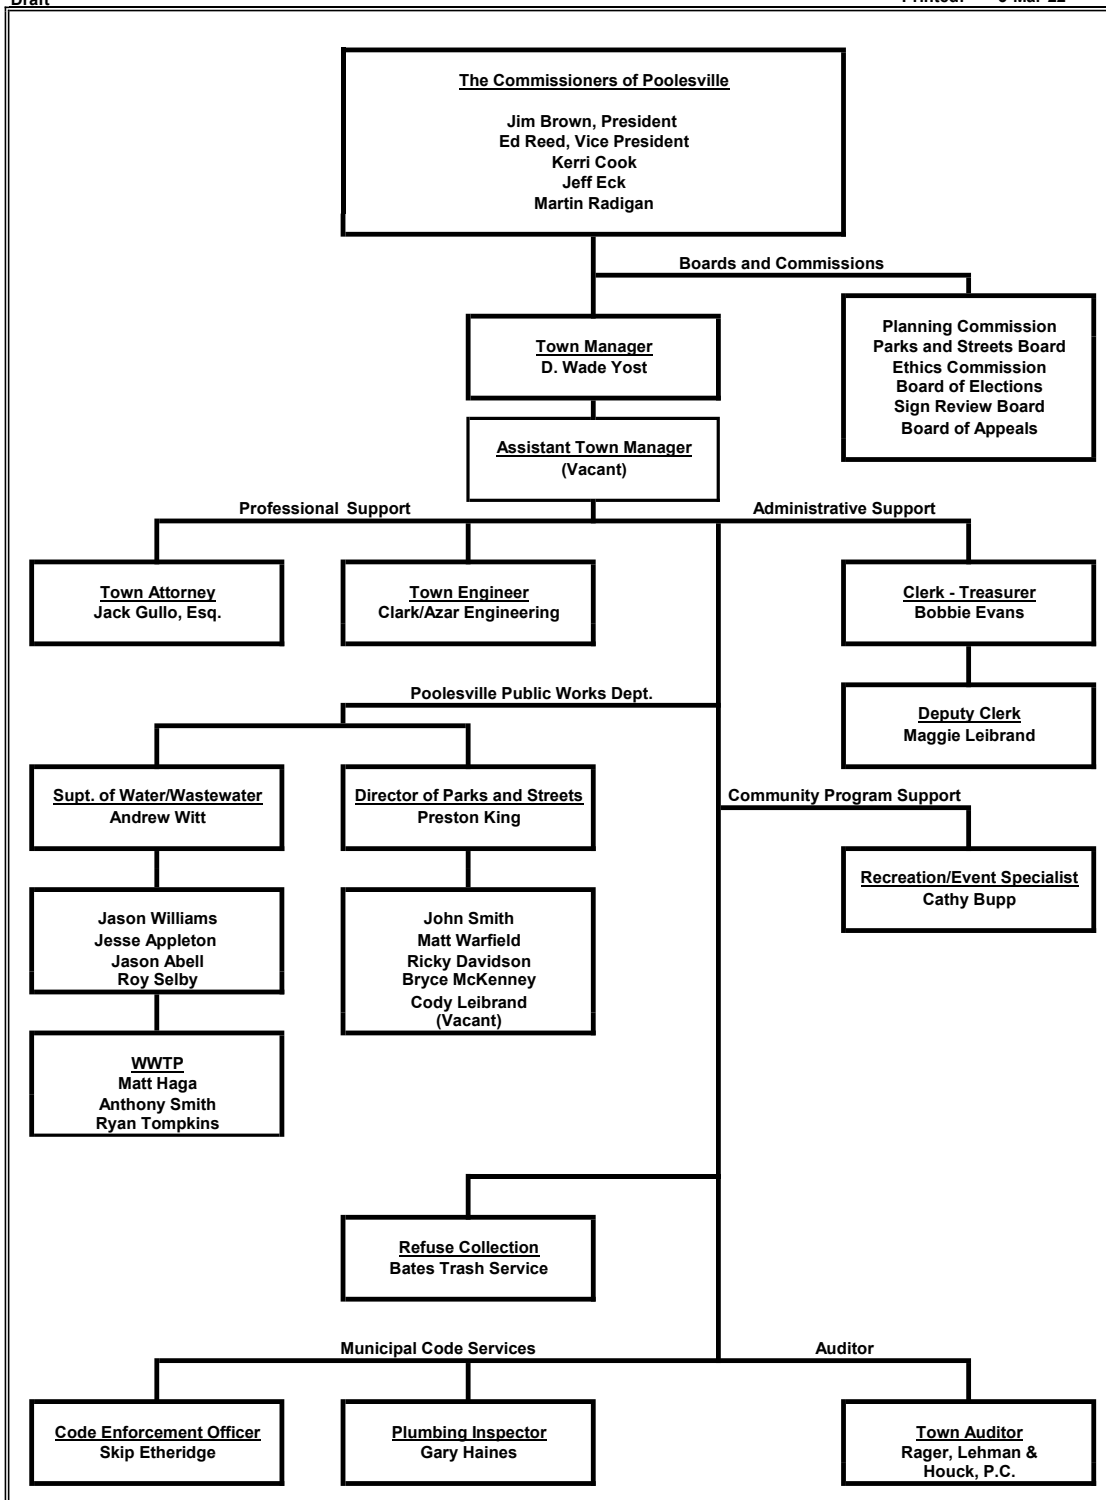 Draft
Printed:
The Commissioners of Poolesville
Jim Brown, President
Ed Reed, Vice President
Kerri Cook
Jeff Eck
Martin Radigan
Boards and Commissions
Planning Commission
Parks and Streets Board
Ethics Commission
Board of Elections
Sign Review Board
Board of Appeals
Town Manager
D. Wade Yost
Assistant Town Manager
(Vacant)
Professional Support
Administrative Support
Town Attorney
Jack Gullo, Esq.
Town Engineer
Clark/Azar Engineering
Clerk - Treasurer
Bobbie Evans
Poolesville Public Works Dept.
Deputy Clerk
Maggie Leibrand
Supt. of Water/Wastewater
Andrew Witt
Director of Parks and Streets
Preston King
Community Program Support
Recreation/Event Specialist
Cathy Bupp
Jason Williams
Jesse Appleton
Jason Abell
Roy Selby
John Smith
Matt Warfield
Ricky Davidson
Bryce McKenney
Cody Leibrand
(Vacant)
WWTP
Matt Haga
Anthony Smith
Ryan Tompkins
Refuse Collection
Bates Trash Service
Municipal Code Services
Auditor
Code Enforcement Officer
Skip Etheridge
Plumbing Inspector
Gary Haines
Town Auditor
Rager, Lehman &
Houck, P.C.